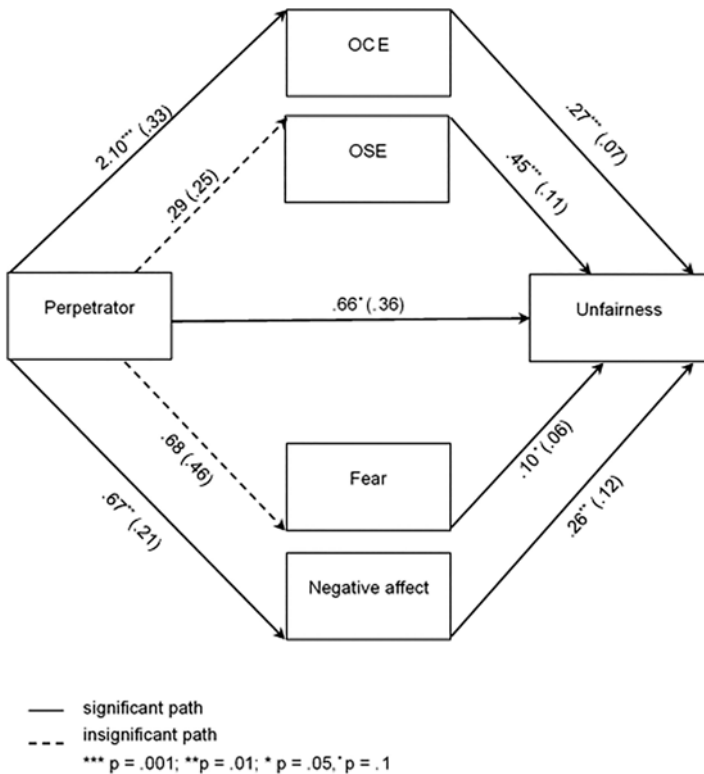 OCE
2.10*** (.33)
.27*** (.07)
OSE
.29 (.25)
.45*** (.11)
Perpetrator
.66* (.36)
Unfairness
.68 (.46)
.10* (.06)
Fear
.67** (.21)
.26** (.12)
Negative affect
significant path
insignificant path
*** p = .001; **p = .01; * p = .05,*p = .1